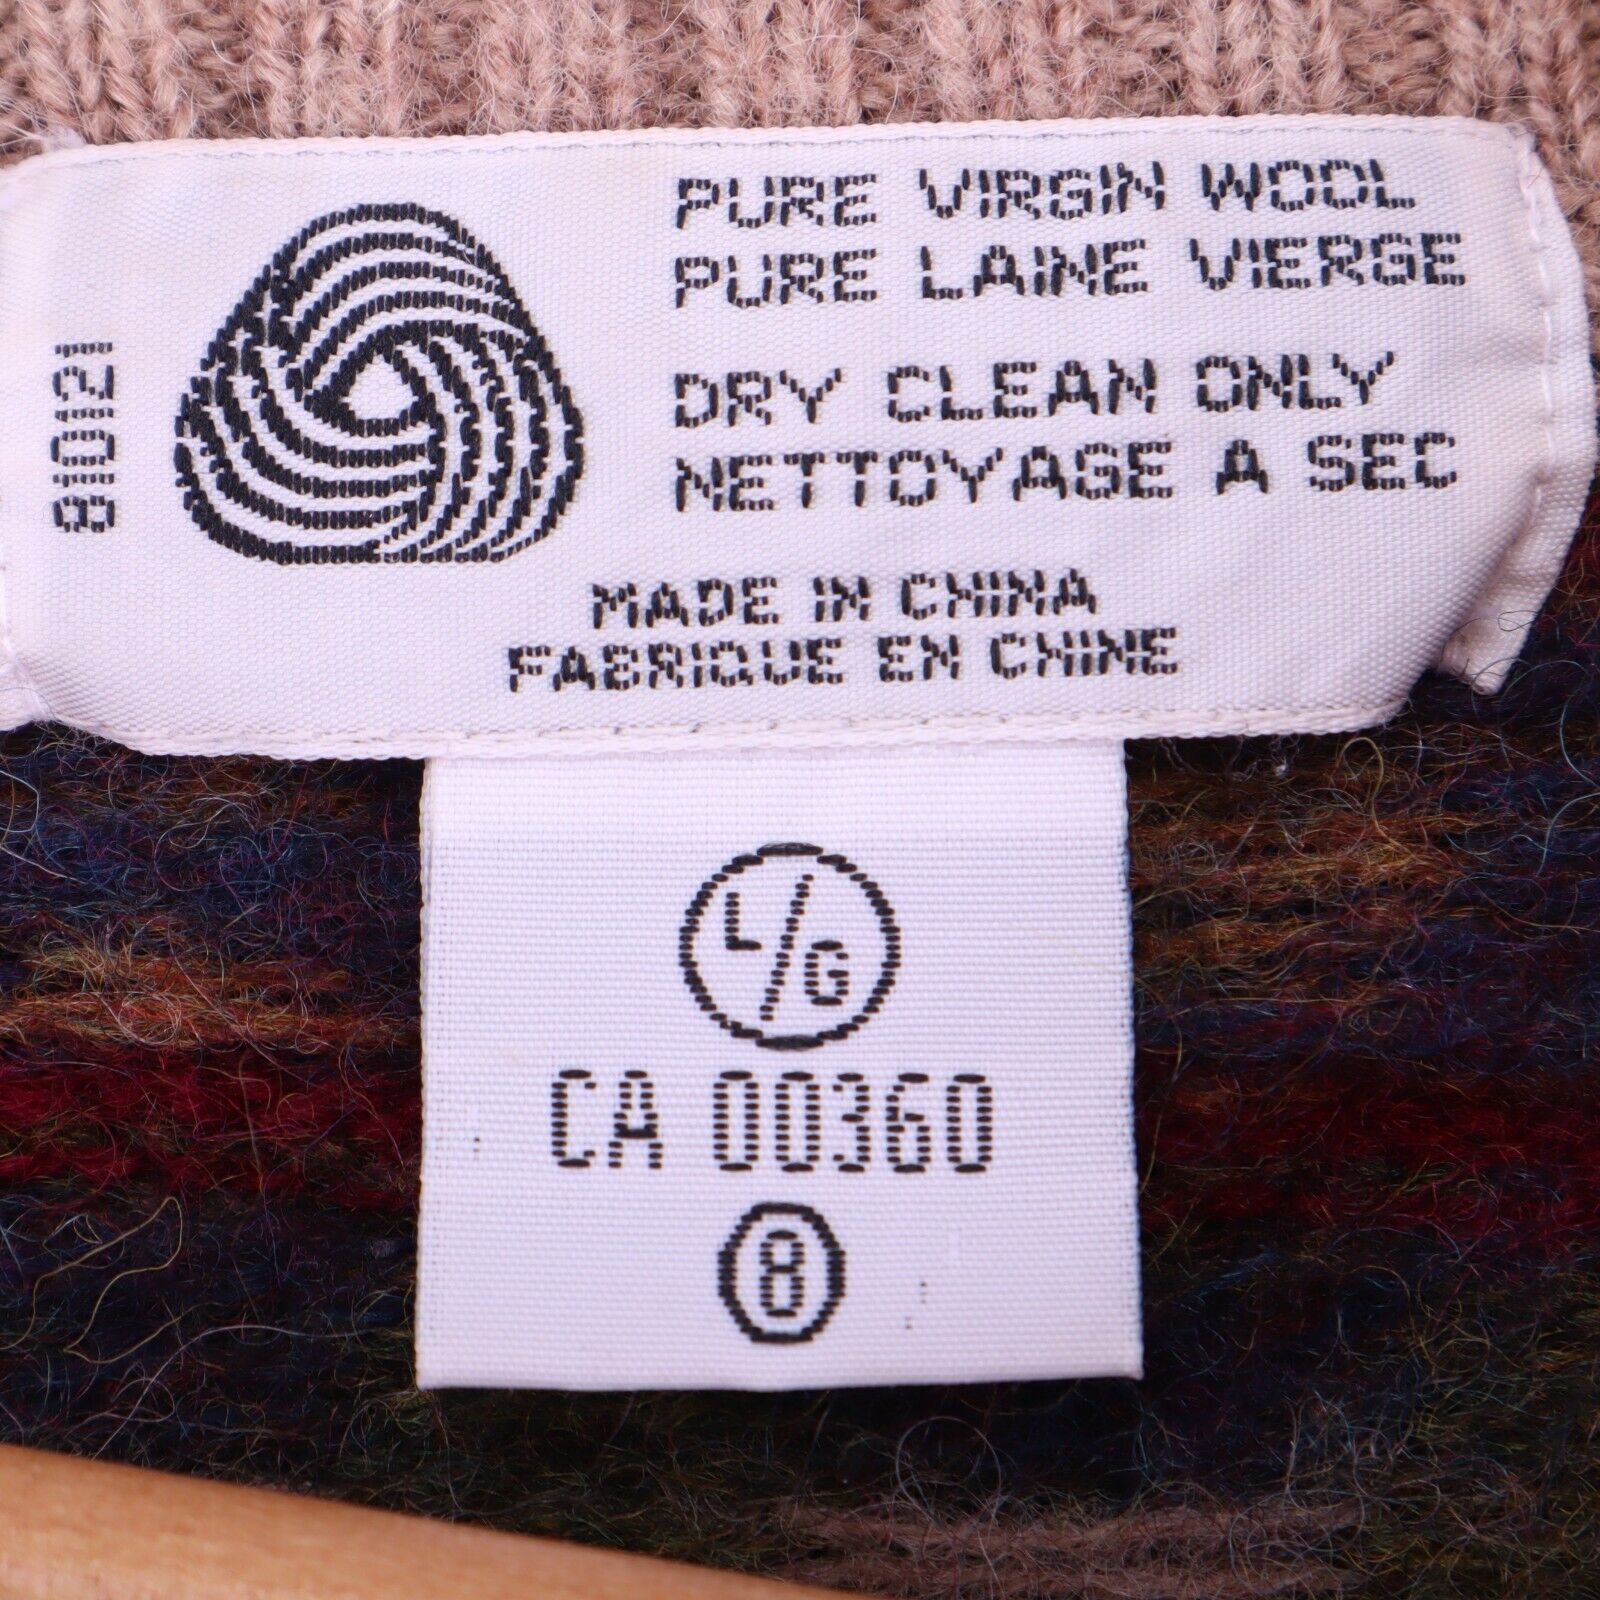 8110121
PURE VIRGIN WOOL
PURE LAINE VIERGE
DRY CLEAN ONLY
NETTOYAGE A SEC
MADE IN CHINA
FABRIQUE EN CHINE
L/G
CA 00360
8